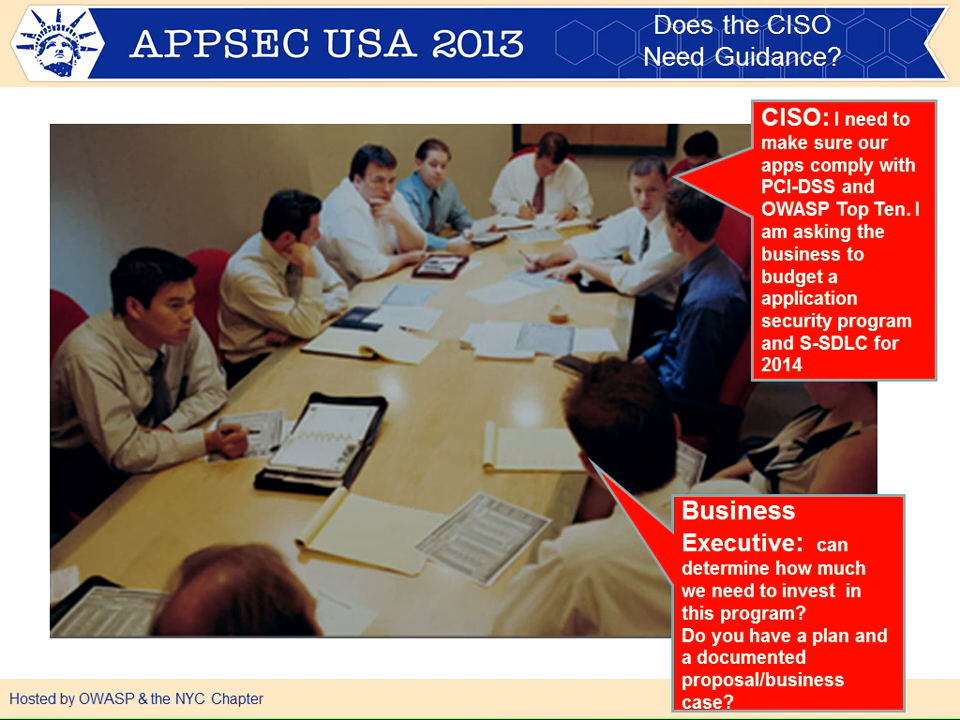 APPSEC USA 2013
Does the CISO
Need Guidance?
CISO: I need to
make sure our
apps comply with
PCI-DSS and
OWASP Top Ten. I
am asking the
business to
budget a
application
security program
and S-SDLC for
2014
Business
Executive: can
determine how much
we need to invest in
this program?
Do you have a plan and
a documented
proposal/business
case?
Hosted by OWASP & the NYC Chapter